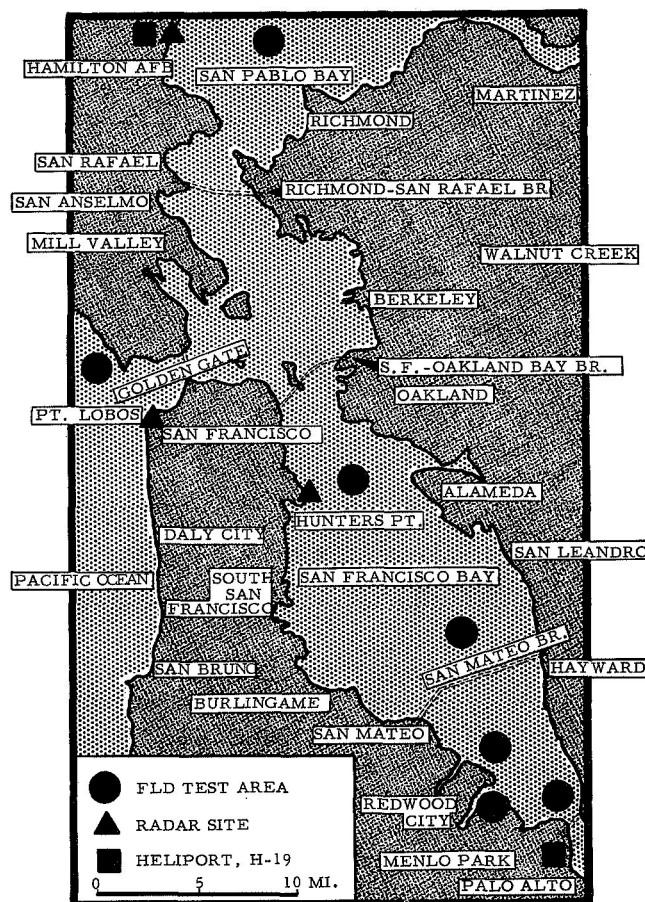 HAMILTON AFB
SAN PABLO BAY
MARTINEZ
RICHMOND
SAN RAFAEL
RICHMOND-SAN RAFAEL BR.
SAN ANSELMO
MILL VALLEY
WALNUT CREEK
BERKELEY
GOLDEN GATE
S.F.-OAKLAND BAY BR.
OAKLAND
PT. LOBOS
SAN FRANCISCO
ALAMEDA
HUNTERS PT.
DALY CITY
SAN LEANDRO
PACIFIC OCEAN
SOUTH
SAN
FRANCISCO
SAN FRANCISCO BAY
SAN MATEO BR.
SAN BRUNO
HAYWARD
BURLINGAME
SAN MATEO
FLD TEST AREA
REDWOOD
CITY
RADAR SITE
HELIPORT, H-19
MENLO PARK
PALO ALTO
0 5 10 MI.